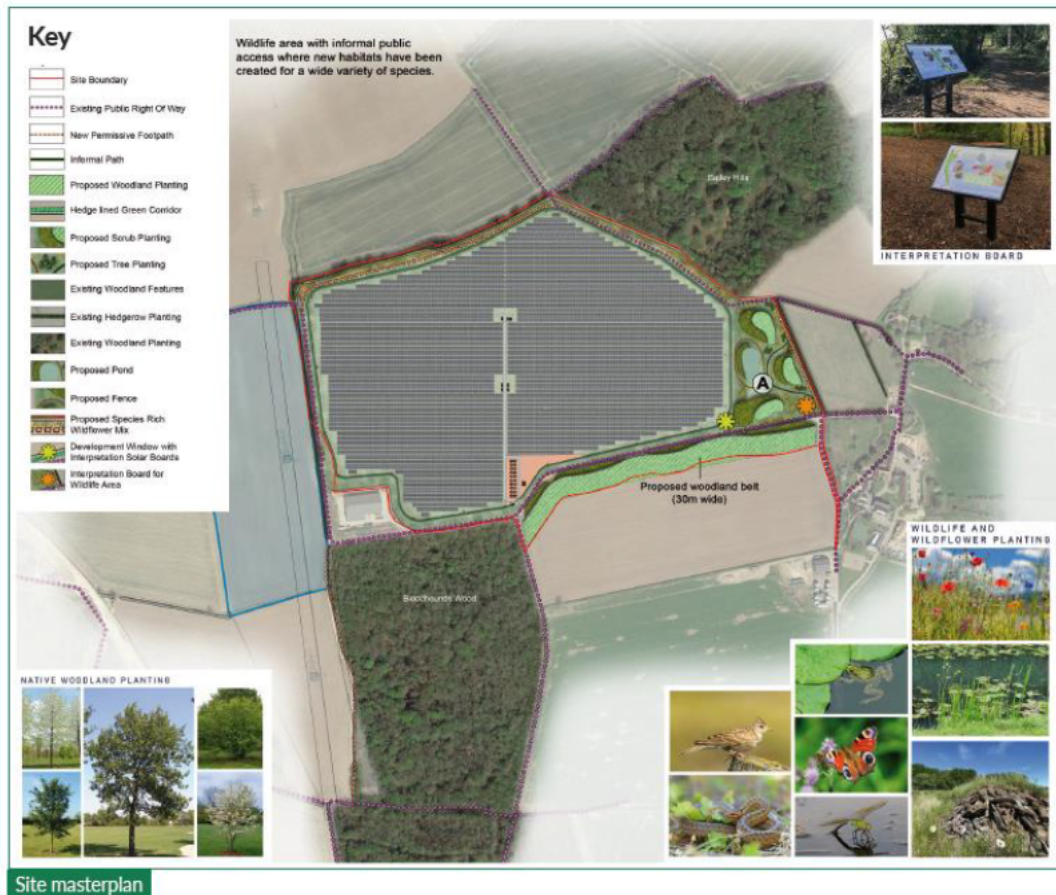 Key
Site Boundary
Existing Public Right Of Way
New Permissive Footpath
Informal Path
Proposed Woodland Planting
Hedge lined Green Corridor
Proposed Scrub Planting
Proposed Tree Planting
Existing Woodland Features
Existing Hedgerow Planting
Existing Woodland Planting
Proposed Pond
Proposed Fence
Proposed Species Rich
Wildflower Mix
Development Window with
Interpretation Solar Boards
Interpretation Board for
Wildlife Area
Wildlife area with informal public
access where new habitats have been
created for a wide variety of species.
INTERPRETATION BOARD
A
Proposed woodland belt
(30m wide)
Wood
WILDLIFE AND
WILDFLOWER PLANTING
NATIVE WOODLAND PLANTING
Site masterplan